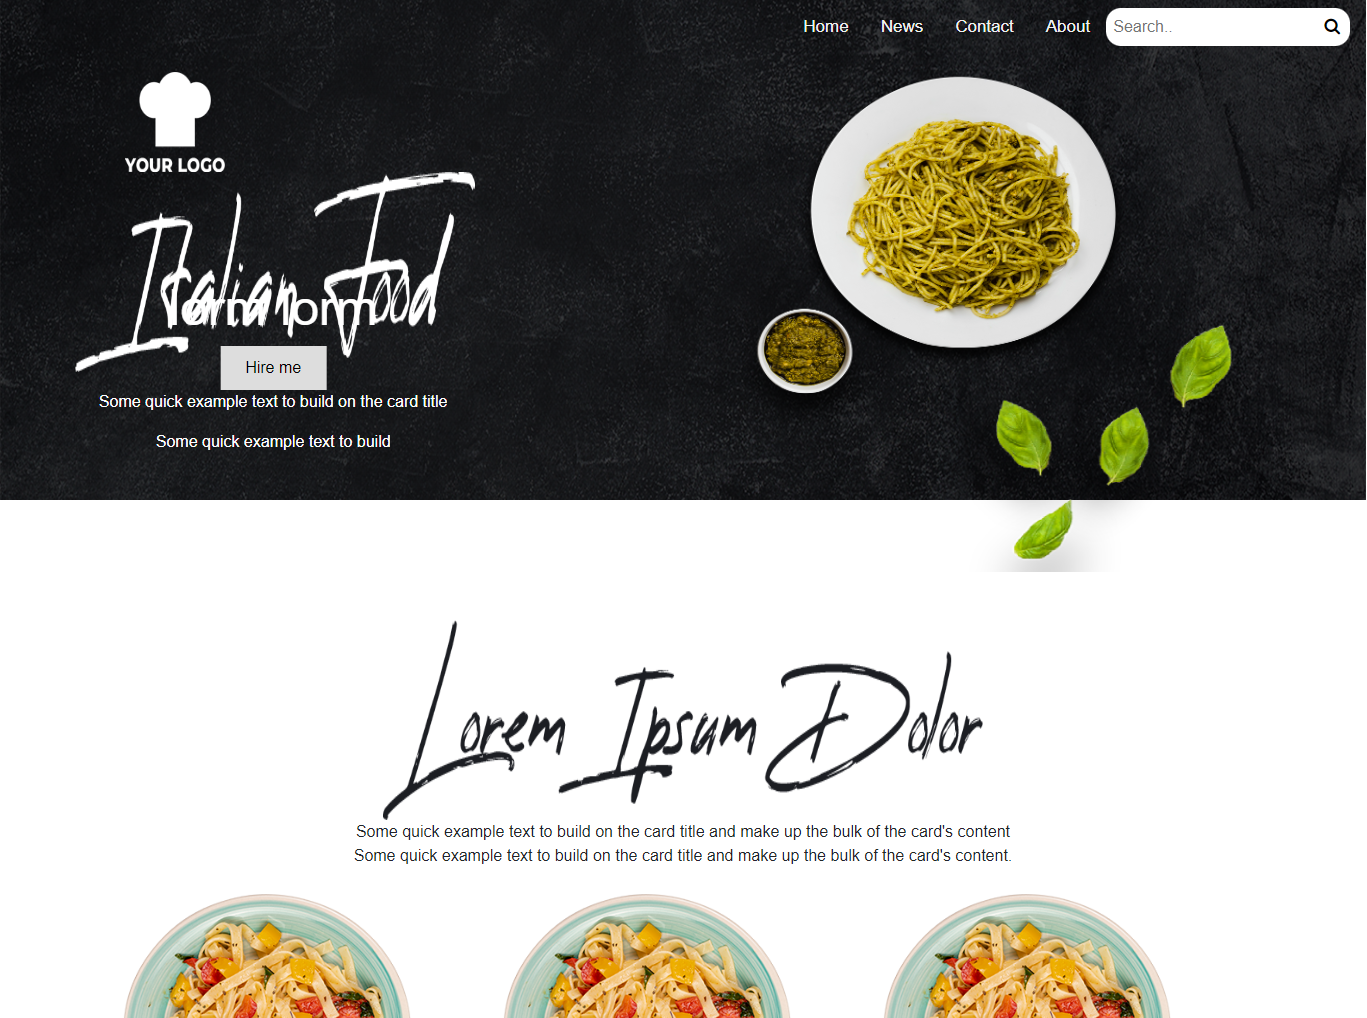 Home News Contact About Search..
YOUR LOGO
Italian Food
lorm lorm
Hire me
Some quick example text to build on the card title
Some quick example text to build
Lorem Ipsum Dolor
Some quick example text to build on the card title and make up the bulk of the card's content
Some quick example text to build on the card title and make up the bulk of the card's content.